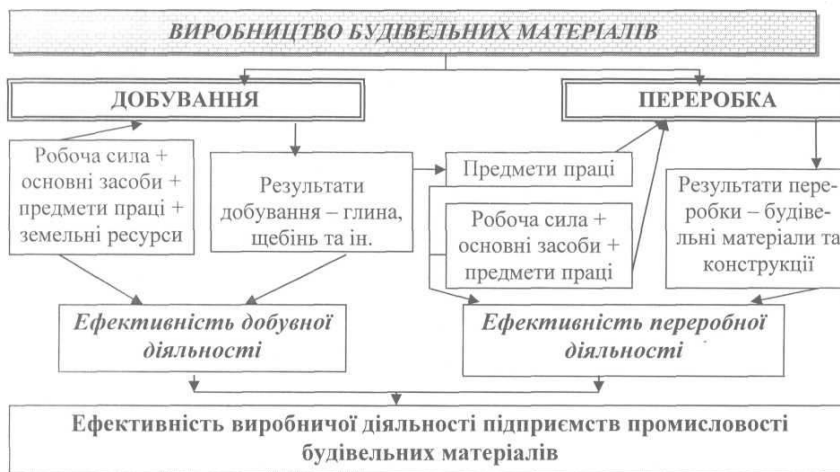 ВИРОБНИЦТВО БУДІВЕЛЬНИХ МАТЕРІАЛІВ
ДОБУВАННЯ
ПЕРЕРОБКА
Робоча сила +
основні засоби +
предмети праці +
земельні ресурси
Результати
добування – глина,
щебінь та ін.
Предмети праці
Робоча сила +
основні засоби +
предмети праці
Результати пере-
робки – будіве-
льні матеріали та
конструкції
Ефективність добувної
діяльності
Ефективність переробної
діяльності
Ефективність виробничої діяльності підприємств промисловості
будівельних матеріалів